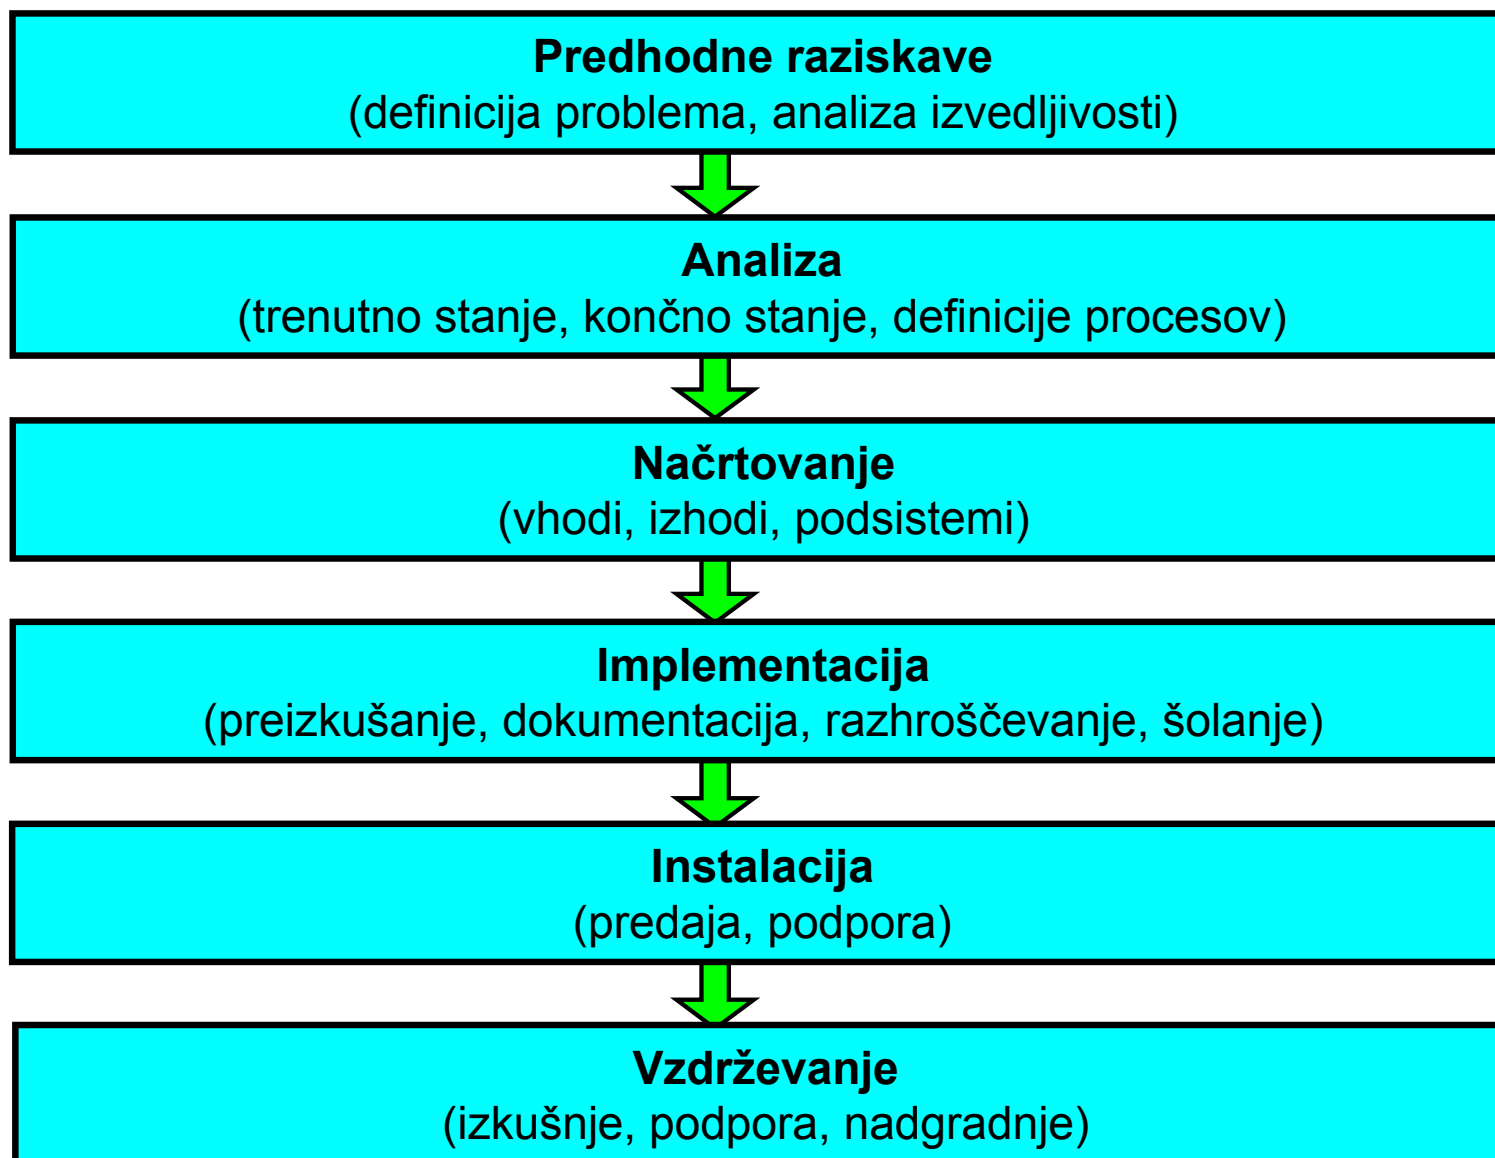 Predhodne raziskave
(definicija problema, analiza izvedljivosti)
Analiza
(trenutno stanje, končno stanje, definicije procesov)
Načrtovanje
(vhodi, izhodi, podsistemi)
Implementacija
(preizkušanje, dokumentacija, razhroščevanje, šolanje)
Instalacija
(predaja, podpora)
Vzdrževanje
(izkušnje, podpora, nadgradnje)